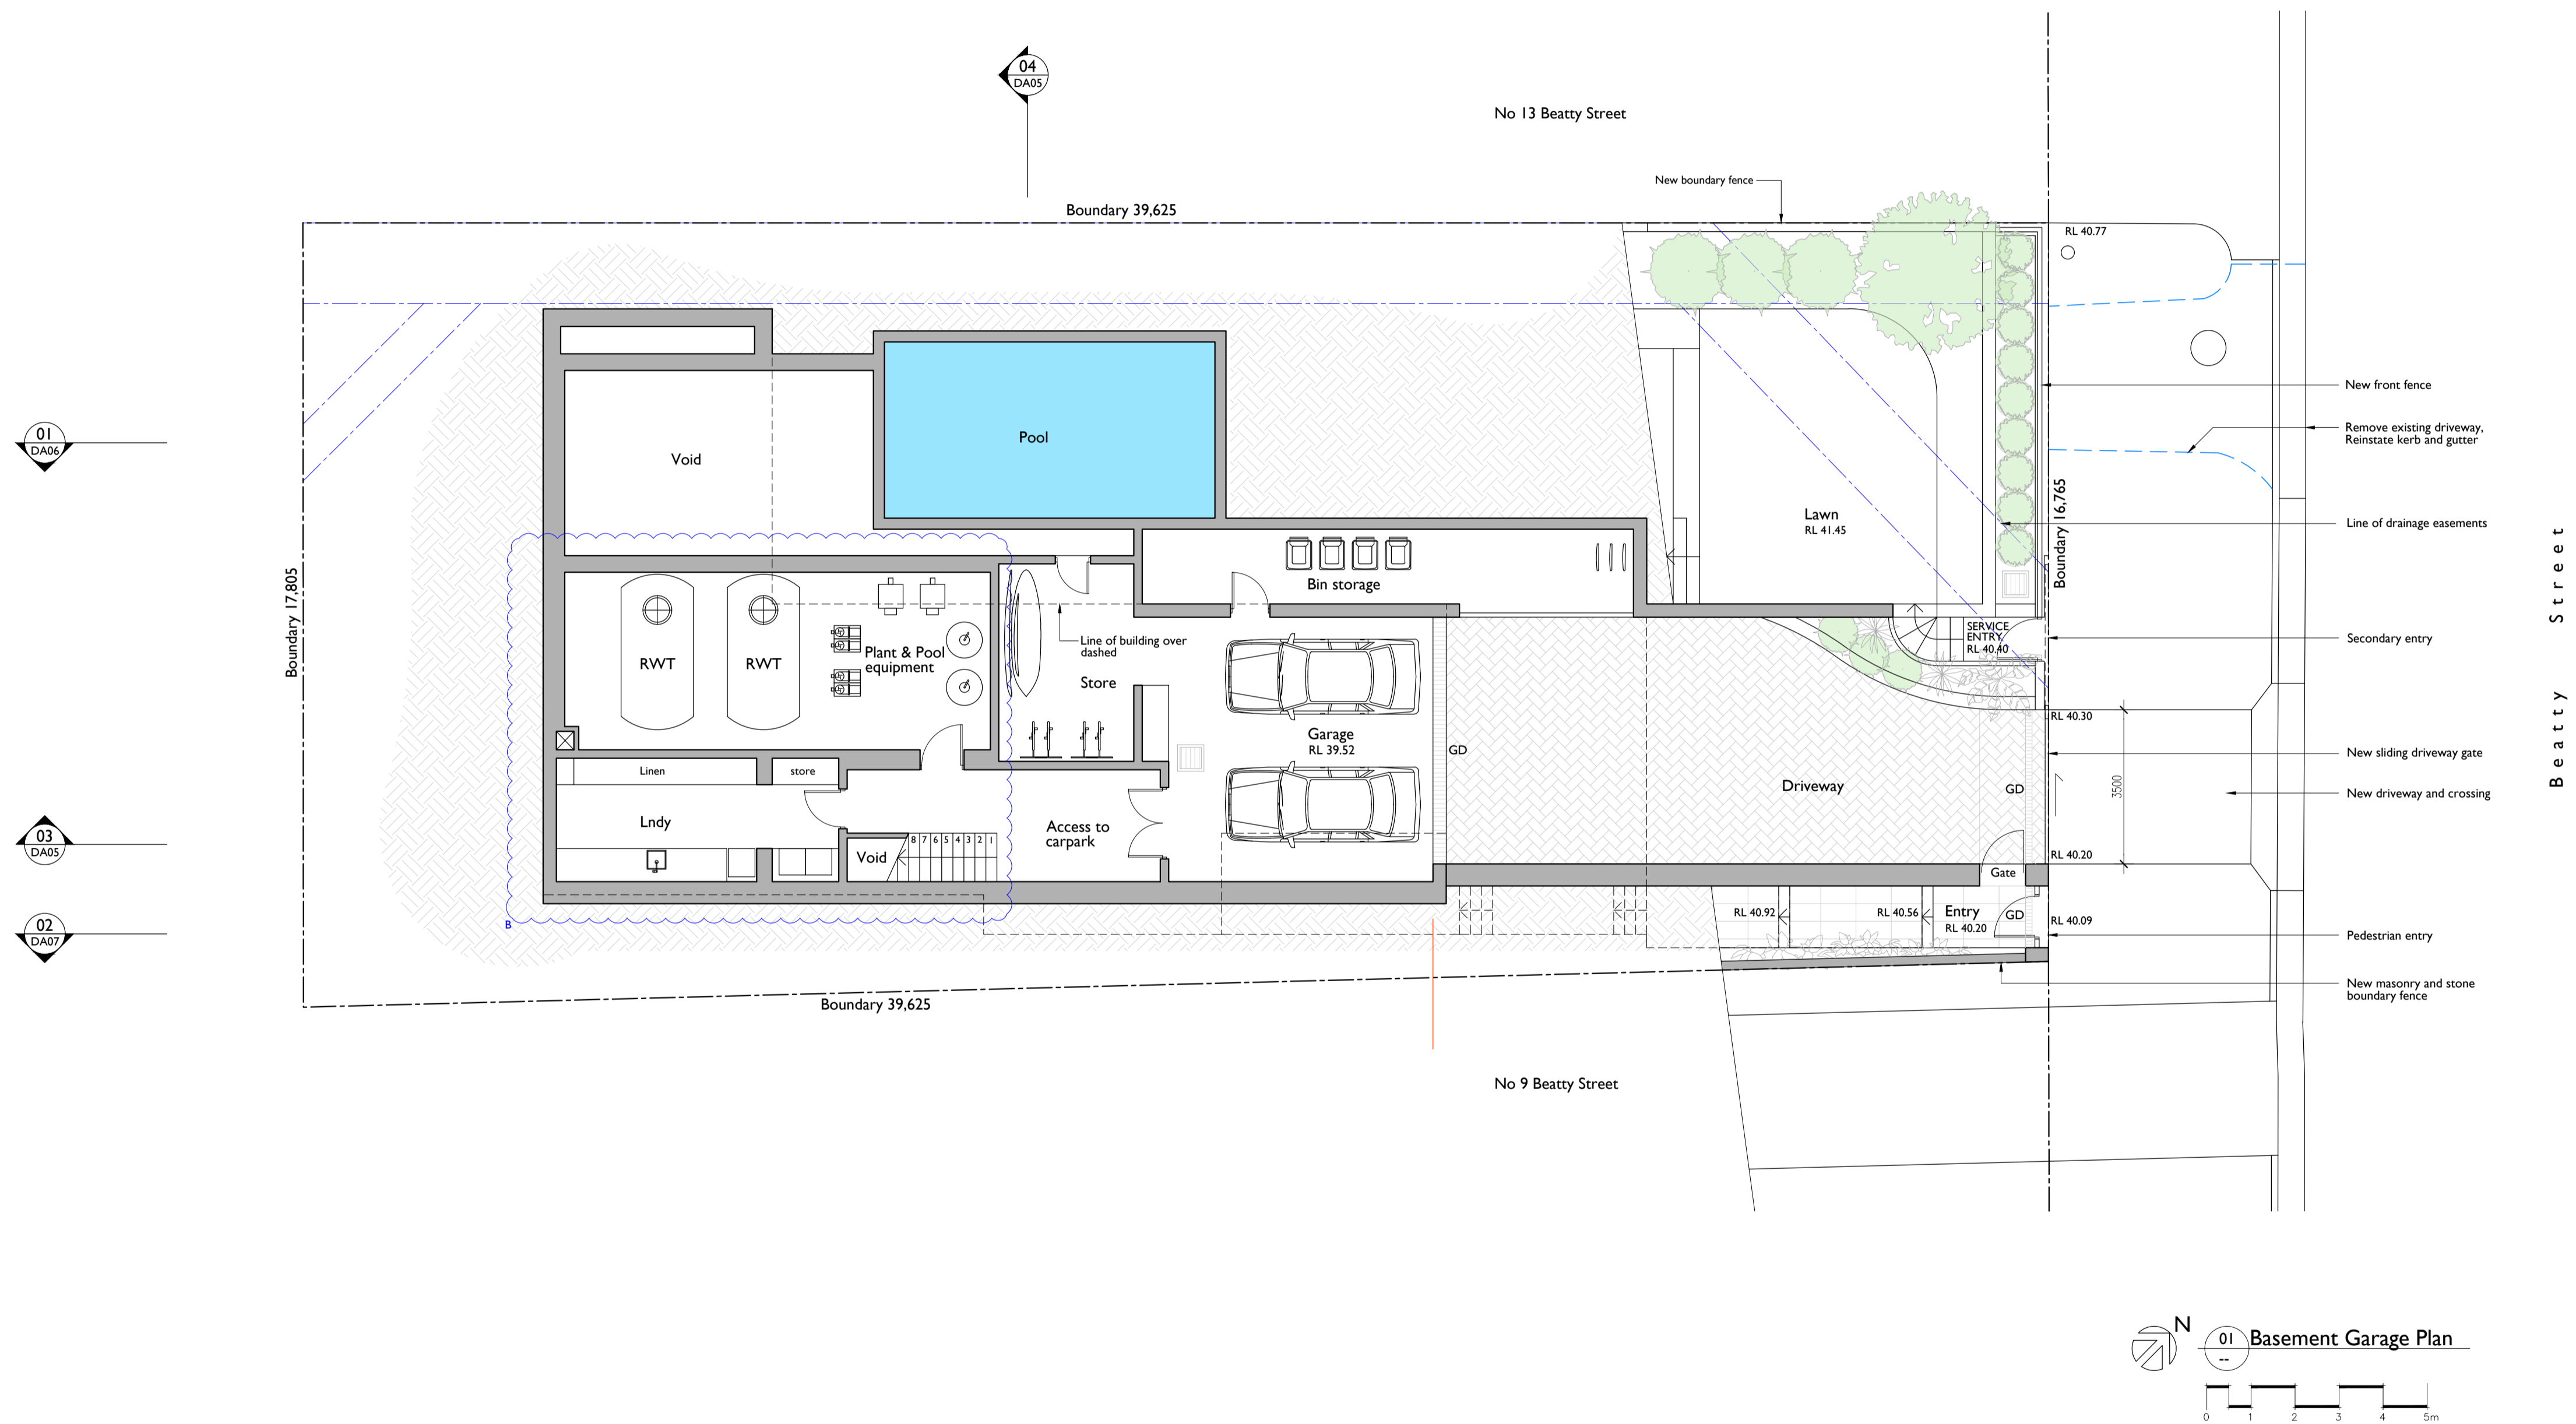 04
DA05
No 13 Beatty Street
New boundary fence
Boundary 39,625
RL 40.77
New front fence
01
DA06
Remove existing driveway,
Reinstate kerb and gutter
Pool
Void
Boundary 16,765
Lawn
RL 41.45
Line of drainage easements
Beatty Street
Boundary 17,805
Bin storage
Line of building over
dashed
SERVICE
ENTRY
RL 40.40
Secondary entry
RWT
RWT
Plant & Pool
equipment
Store
RL 40.30
Garage
RL 39.52
GD
New sliding driveway gate
Linen
store
Driveway
GD
3500
New driveway and crossing
Lndy
Access to
carpark
03
DA05
Void
8 7 6 5 4 3 2 1
RL 40.20
Gate
RL 40.92
RL 40.56
Entry
RL 40.20
GD
RL 40.09
02
DA07
B
Pedestrian entry
New masonry and stone
boundary fence
Boundary 39,625
No 9 Beatty Street
N
01
--
Basement Garage Plan
0 1 2 3 4 5m